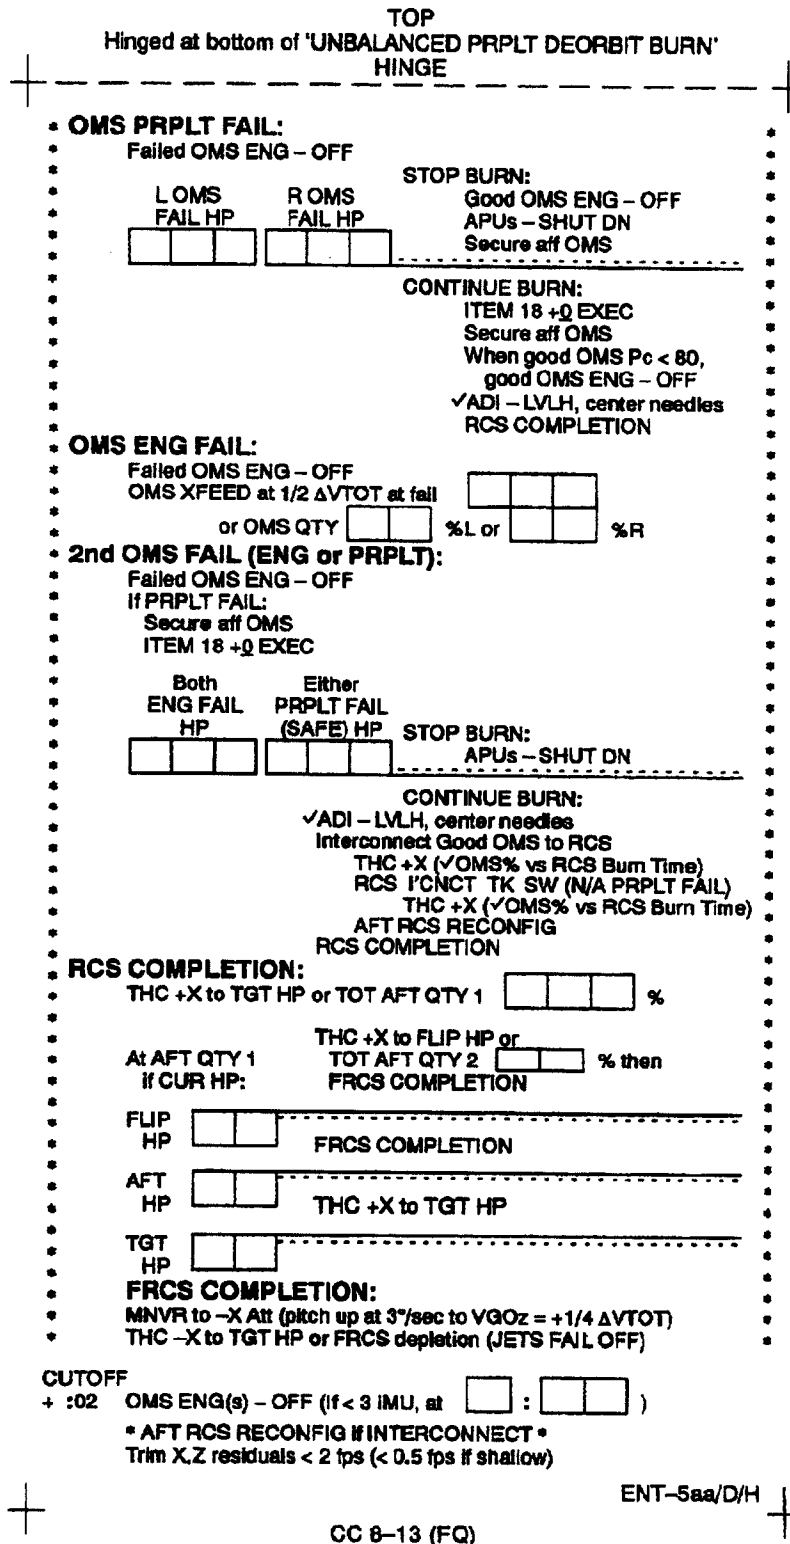 TOP
Hinged at bottom of 'UNBALANCED PRPLT DEORBIT BURN'
HINGE
* OMS PRPLT FAIL: *
Failed OMS ENG – OFF
STOP BURN:
Good OMS ENG – OFF
APUs – SHUT DN
Secure aff OMS
L OMS
FAIL HP
R OMS
FAIL HP
CONTINUE BURN:
ITEM 18 +0 EXEC
Secure aff OMS
When good OMS Pc < 80,
good OMS ENG – OFF
✓ADI – LVLH, center needles
RCS COMPLETION
OMS ENG FAIL:
Failed OMS ENG – OFF
OMS XFEED at 1/2 ΔVTOT at fail
or OMS QTY %L or %R
2nd OMS FAIL (ENG or PRPLT):
Failed OMS ENG – OFF
If PRPLT FAIL:
Secure aff OMS
ITEM 18 +0 EXEC
Both
ENG FAIL
HP
Either
PRPLT FAIL
(SAFE) HP
STOP BURN:
APUs – SHUT DN
CONTINUE BURN:
✓ADI – LVLH, center needles
Interconnect Good OMS to RCS
THC +X (✓OMS% vs RCS Burn Time)
RCS I'CNCT TK SW (N/A PRPLT FAIL)
THC +X (✓OMS% vs RCS Burn Time)
AFT RCS RECONFIG
RCS COMPLETION
RCS COMPLETION:
THC +X to TGT HP or TOT AFT QTY 1 %
At AFT QTY 1
if CUR HP:
THC +X to FLIP HP or
TOT AFT QTY 2 % then
FRCS COMPLETION
FLIP
HP
FRCS COMPLETION
AFT
HP
THC +X to TGT HP
TGT
HP
FRCS COMPLETION:
MNVR to –X Att (pitch up at 3°/sec to VGOz = +1/4 ΔVTOT)
THC –X to TGT HP or FRCS depletion (JETS FAIL OFF)
CUTOFF
+ :02 OMS ENG(s) – OFF (If < 3 IMU, at : )
* AFT RCS RECONFIG if INTERCONNECT *
Trim X,Z residuals < 2 fps (< 0.5 fps if shallow)
ENT–5aa/D/H
CC 8–13 (FQ)